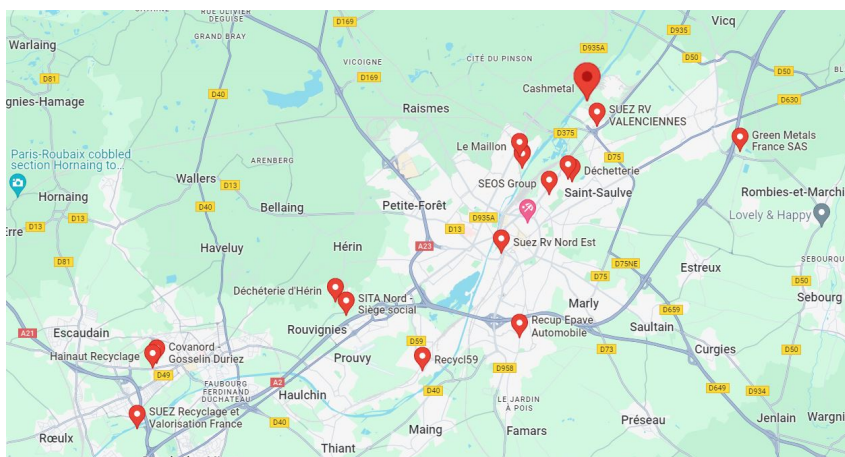 RUE OLIVIER
DEGUISE
GRAND BRAY
D169
D935
Vicq
Warlaing
VICOIGNE
CITÉ DU PINSON
D935A
D50
D50
D81
D169
Cashmetal
gnies-Hamage
D40
Raismes
SUEZ RV
VALENCIENNES
D630
D375
Green Metals
France SAS
Le Maillon
Paris-Roubaix cobbled
section Hornaing to...
ARENBERG
D75
Wallers
D13
SEOS Group
Déchetterie
Saint-Saulve
Rombies-et-Marchi
Hornaing
D40
Bellaing
Petite-Forêt
D935A
Lovely & Happy
D13
Erre
D13
D13
Haveluy
Hérin
A23
Suez Rv Nord Est
D81
D75NE
Estreux
SEBOURQU
D75
D50
Déchéterie d'Hérin
SITA Nord -
Siège social
Marly
Sebourg
D659
A21
Escaudain
Rouvignies
Recup Epave
Automobile
Saultain
Covanord -
Gosselin Duriez
Hainaut Recyclage
D59
Prouvy
Recycl59
D73
Curgies
D50
D49
D958
FAUBOURG
FERDINAND
DUCHATEAU
A2
Haulchin
D40
D649
D934
LE JARDIN
À POIS
SUEZ Recyclage et
Valorisation France
D40
Maing
Famars
Préseau
Jenlain
Wargni
Rœulx
Thiant